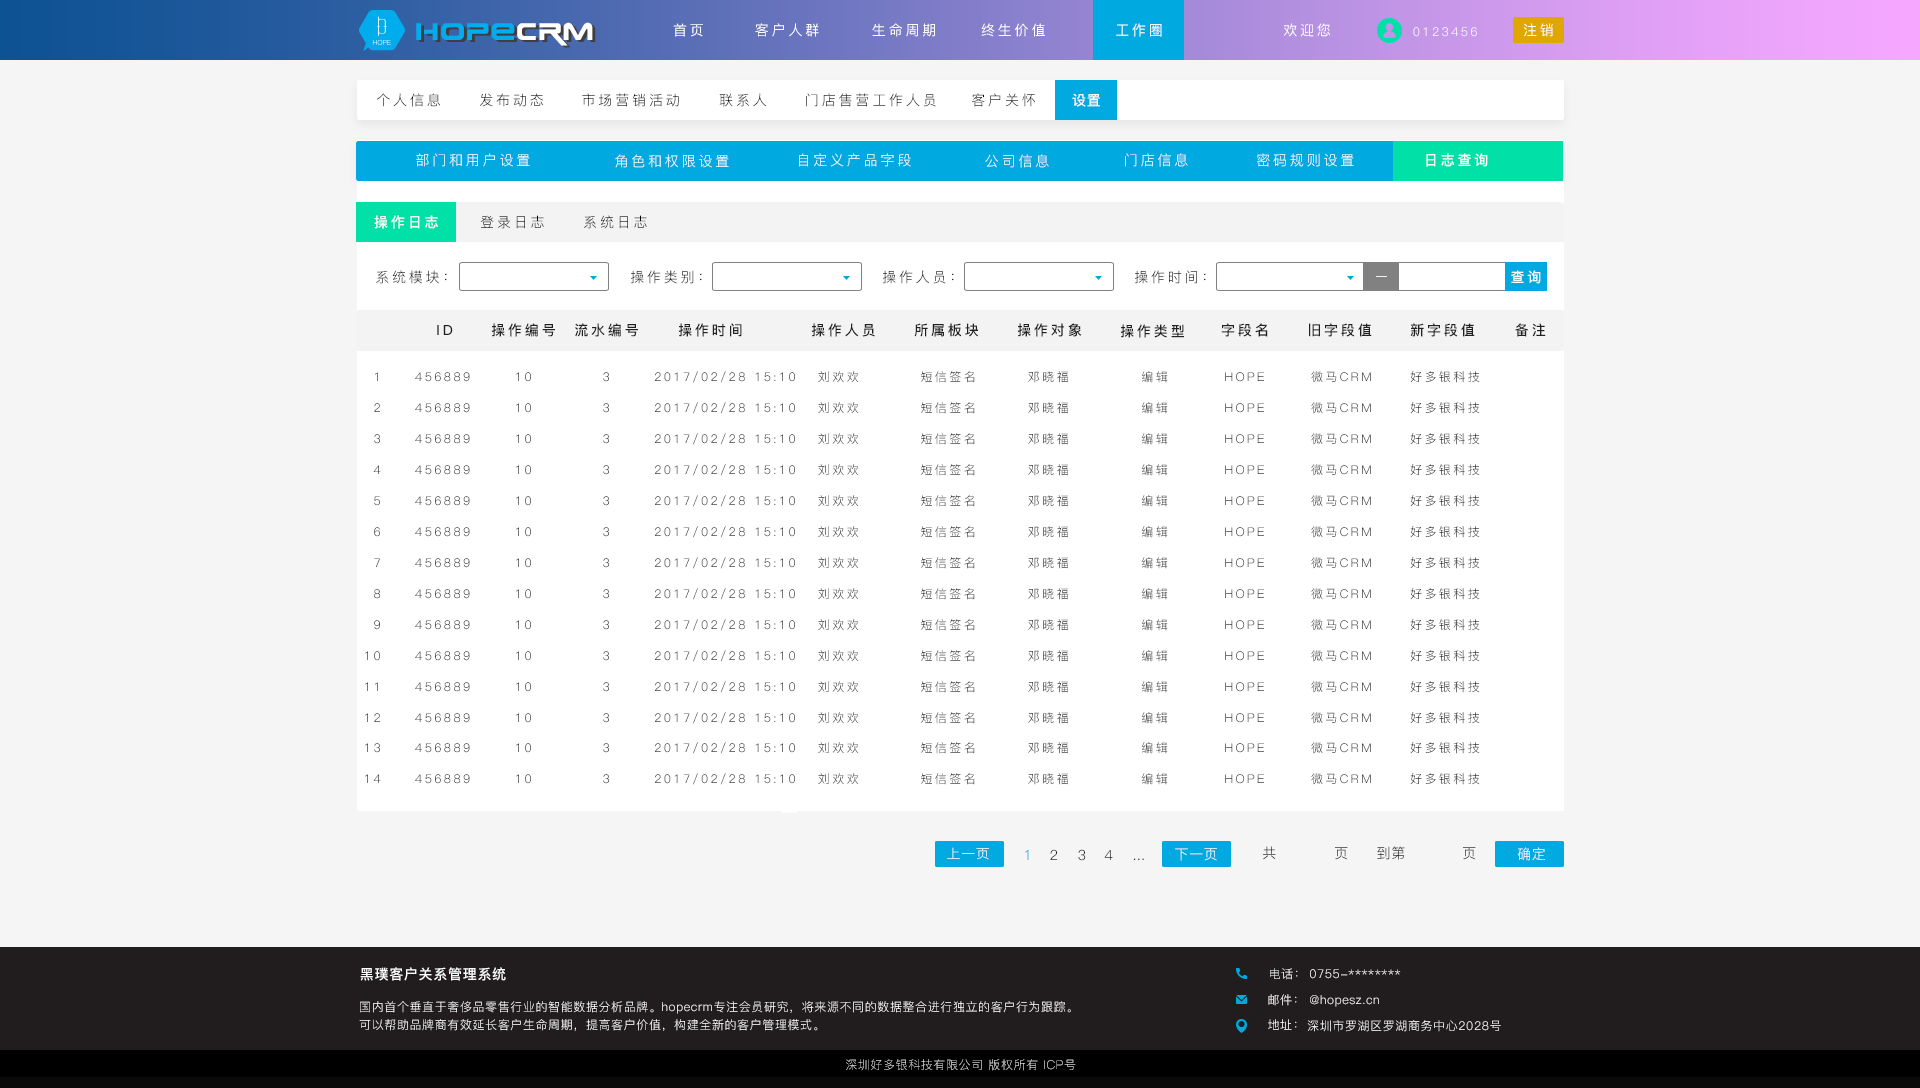 HOPE HOPECRM 首页 客户人群 生命周期 终生价值 工作圈 欢迎您 0123456 注销
个人信息 发布动态 市场营销活动 联系人 门店售营工作人员 客户关怀 设置
部门和用户设置 角色和权限设置 自定义产品字段 公司信息 门店信息 密码规则设置 日志查询
操作日志 登录日志 系统日志
系统模块： 操作类别： 操作人员： 操作时间： — 查询
ID 操作编号 流水编号 操作时间 操作人员 所属板块 操作对象 操作类型 字段名 旧字段值 新字段值 备注
1 456889 10 3 2017/02/28 15:10 刘欢欢 短信签名 邓晓福 编辑 HOPE 微马CRM 好多银科技
2 456889 10 3 2017/02/28 15:10 刘欢欢 短信签名 邓晓福 编辑 HOPE 微马CRM 好多银科技
3 456889 10 3 2017/02/28 15:10 刘欢欢 短信签名 邓晓福 编辑 HOPE 微马CRM 好多银科技
4 456889 10 3 2017/02/28 15:10 刘欢欢 短信签名 邓晓福 编辑 HOPE 微马CRM 好多银科技
5 456889 10 3 2017/02/28 15:10 刘欢欢 短信签名 邓晓福 编辑 HOPE 微马CRM 好多银科技
6 456889 10 3 2017/02/28 15:10 刘欢欢 短信签名 邓晓福 编辑 HOPE 微马CRM 好多银科技
7 456889 10 3 2017/02/28 15:10 刘欢欢 短信签名 邓晓福 编辑 HOPE 微马CRM 好多银科技
8 456889 10 3 2017/02/28 15:10 刘欢欢 短信签名 邓晓福 编辑 HOPE 微马CRM 好多银科技
9 456889 10 3 2017/02/28 15:10 刘欢欢 短信签名 邓晓福 编辑 HOPE 微马CRM 好多银科技
10 456889 10 3 2017/02/28 15:10 刘欢欢 短信签名 邓晓福 编辑 HOPE 微马CRM 好多银科技
11 456889 10 3 2017/02/28 15:10 刘欢欢 短信签名 邓晓福 编辑 HOPE 微马CRM 好多银科技
12 456889 10 3 2017/02/28 15:10 刘欢欢 短信签名 邓晓福 编辑 HOPE 微马CRM 好多银科技
13 456889 10 3 2017/02/28 15:10 刘欢欢 短信签名 邓晓福 编辑 HOPE 微马CRM 好多银科技
14 456889 10 3 2017/02/28 15:10 刘欢欢 短信签名 邓晓福 编辑 HOPE 微马CRM 好多银科技
上一页 1 2 3 4 ... 下一页 共 页 到第 页 确定
黑璞客户关系管理系统
国内首个垂直于奢侈品零售行业的智能数据分析品牌。hopecrm专注会员研究，将来源不同的数据整合进行独立的客户行为跟踪。
可以帮助品牌商有效延长客户生命周期，提高客户价值，构建全新的客户管理模式。
电话： 0755-********
邮件： @hopesz.cn
地址： 深圳市罗湖区罗湖商务中心2028号
深圳好多银科技有限公司 版权所有 ICP号